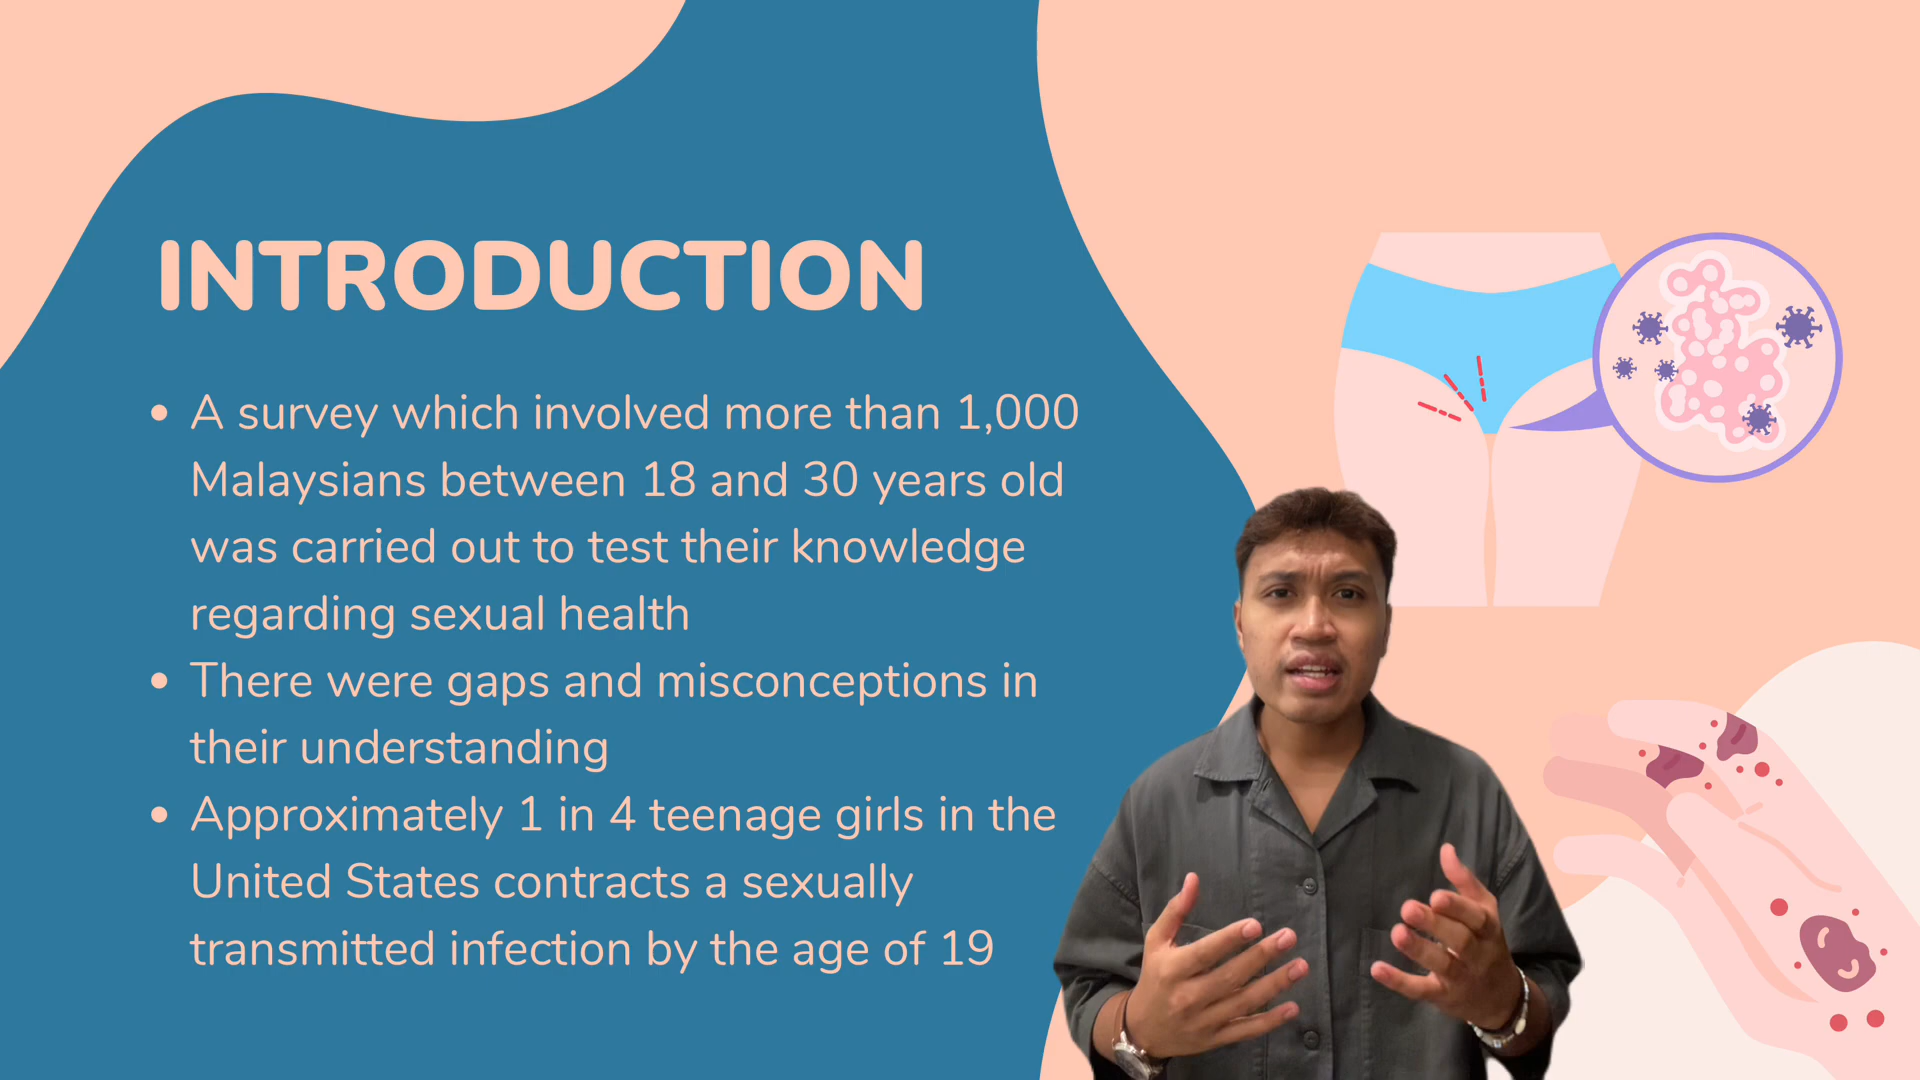 INTRODUCTION
• A survey which involved more than 1,000
Malaysians between 18 and 30 years old
was carried out to test their knowledge
regarding sexual health
• There were gaps and misconceptions in
their understanding
• Approximately 1 in 4 teenage girls in the
United States contracts a sexually
transmitted infection by the age of 19